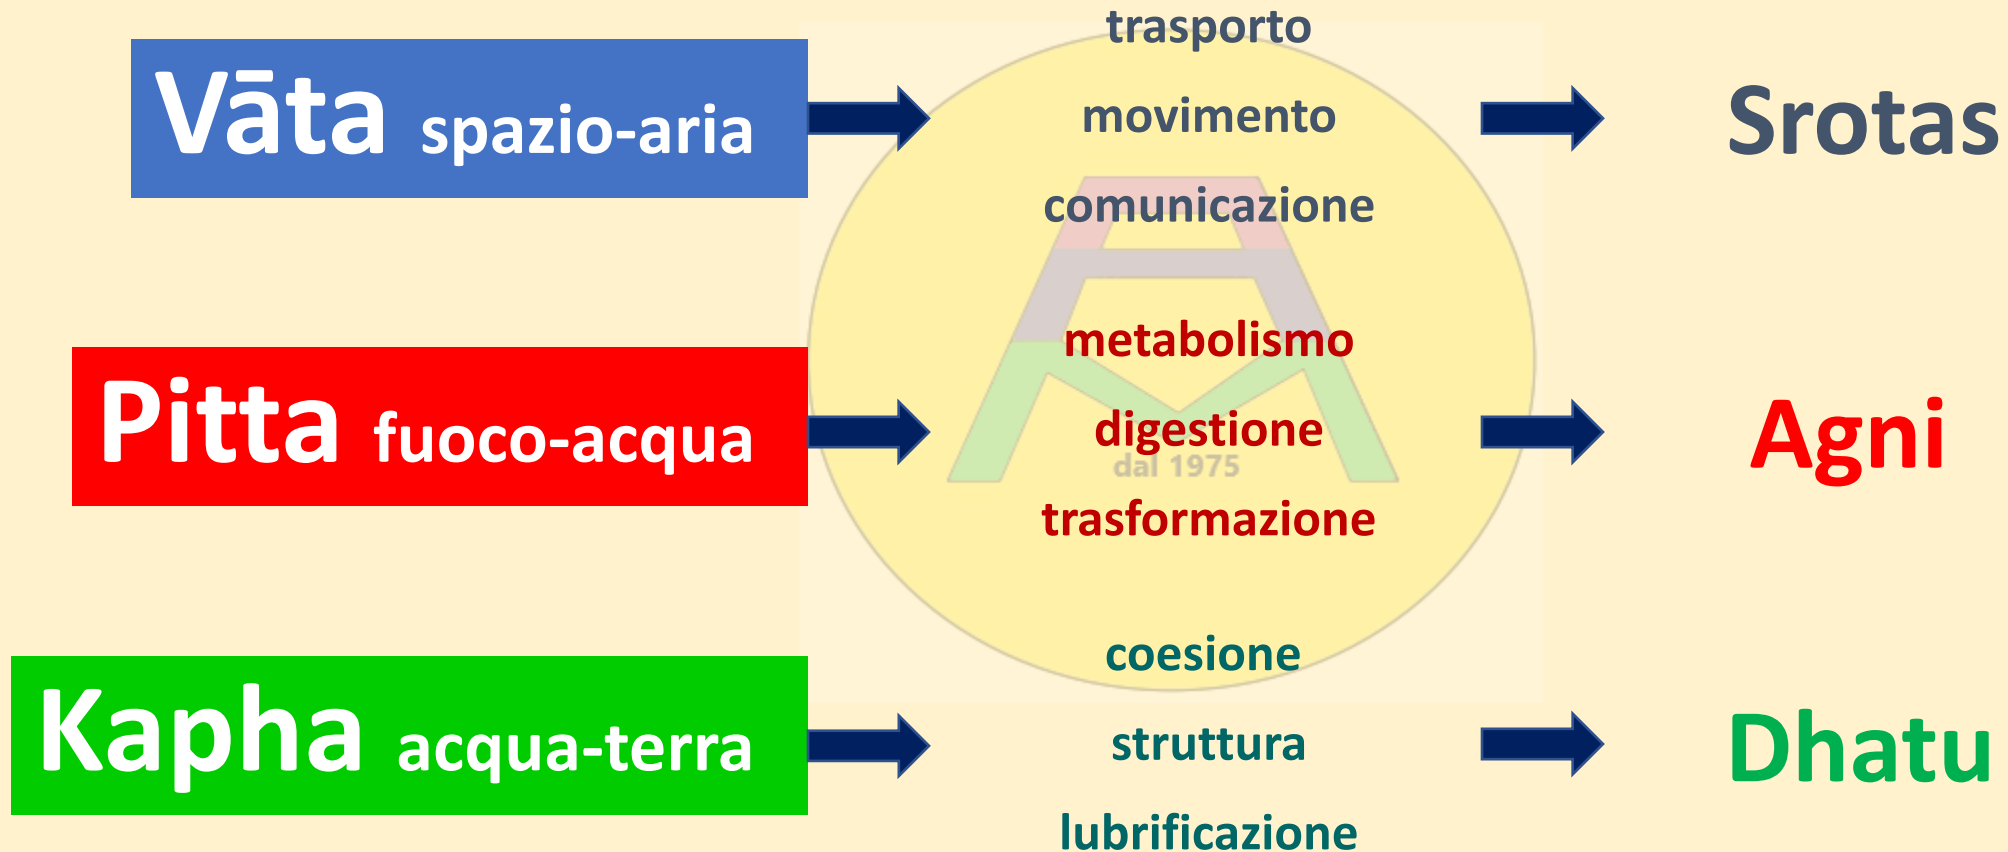 trasporto
Vāta spazio-aria
movimento
Srotas
comunicazione
metabolismo
Pitta fuoco-acqua
digestione
Agni
dal 1975
trasformazione
coesione
Kapha acqua-terra
struttura
Dhatu
lubrificazione